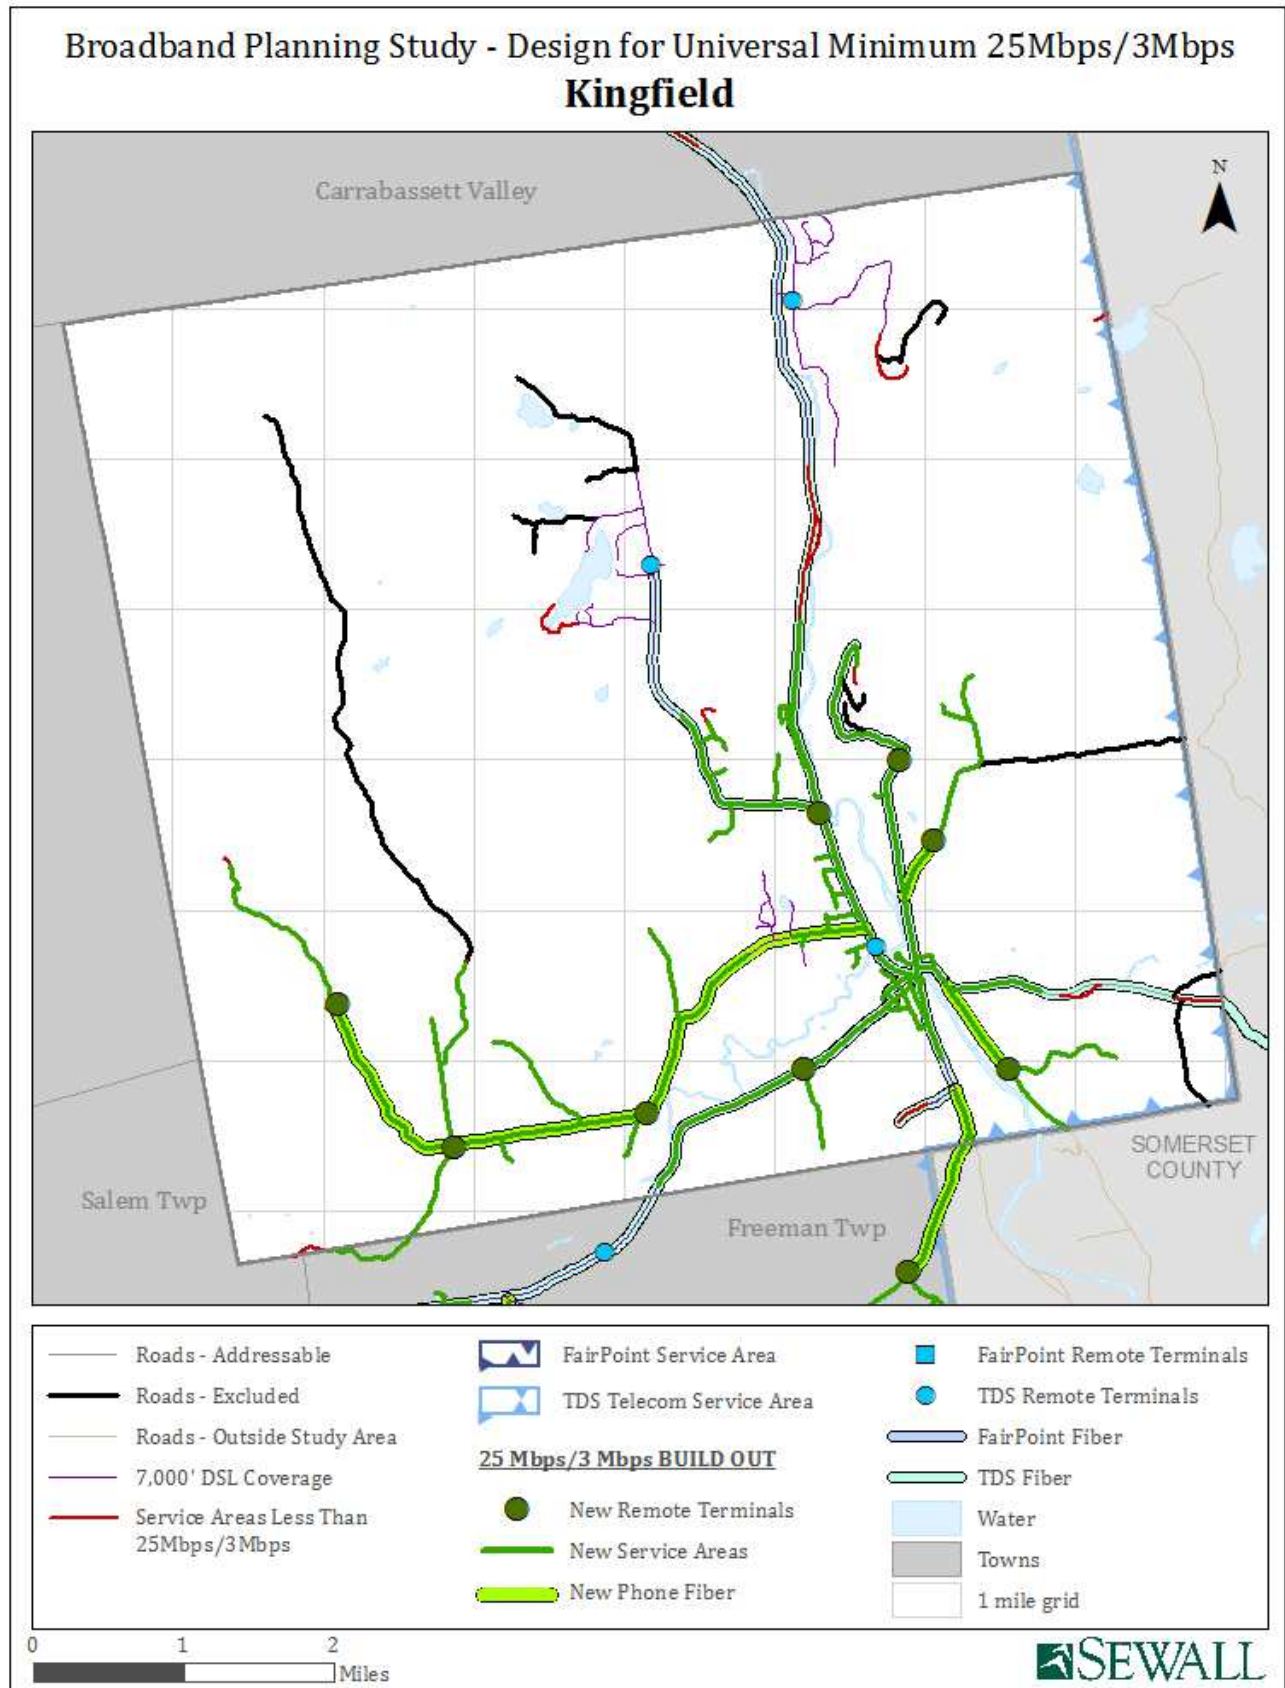 Broadband Planning Study - Design for Universal Minimum 25Mbps/3Mbps
Kingfield
Carrabassett Valley
N
SOMERSET
COUNTY
Salem Twp
Freeman Twp
Roads - Addressable
Roads - Excluded
Roads - Outside Study Area
7,000' DSL Coverage
Service Areas Less Than
25Mbps/3Mbps
FairPoint Service Area
TDS Telecom Service Area
25 Mbps/3 Mbps BUILD OUT
New Remote Terminals
New Service Areas
New Phone Fiber
FairPoint Remote Terminals
TDS Remote Terminals
FairPoint Fiber
TDS Fiber
Water
Towns
1 mile grid
0 1 2
Miles
SEWALL